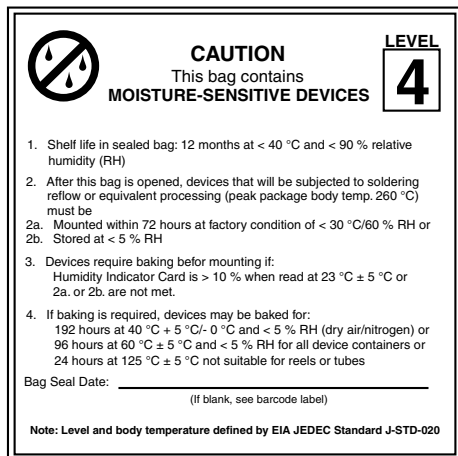 CAUTION
This bag contains
MOISTURE-SENSITIVE DEVICES
LEVEL
4
1. Shelf life in sealed bag: 12 months at < 40 °C and < 90 % relative
humidity (RH)
2. After this bag is opened, devices that will be subjected to soldering
reflow or equivalent processing (peak package body temp. 260 °C)
must be
2a. Mounted within 72 hours at factory condition of < 30 °C/60 % RH or
2b. Stored at < 5 % RH
3. Devices require baking befor mounting if:
Humidity Indicator Card is > 10 % when read at 23 °C ± 5 °C or
2a. or 2b. are not met.
4. If baking is required, devices may be baked for:
192 hours at 40 °C + 5 °C/- 0 °C and < 5 % RH (dry air/nitrogen) or
96 hours at 60 °C ± 5 °C and < 5 % RH for all device containers or
24 hours at 125 °C ± 5 °C not suitable for reels or tubes
Bag Seal Date:
(If blank, see barcode label)
Note: Level and body temperature defined by EIA JEDEC Standard J-STD-020